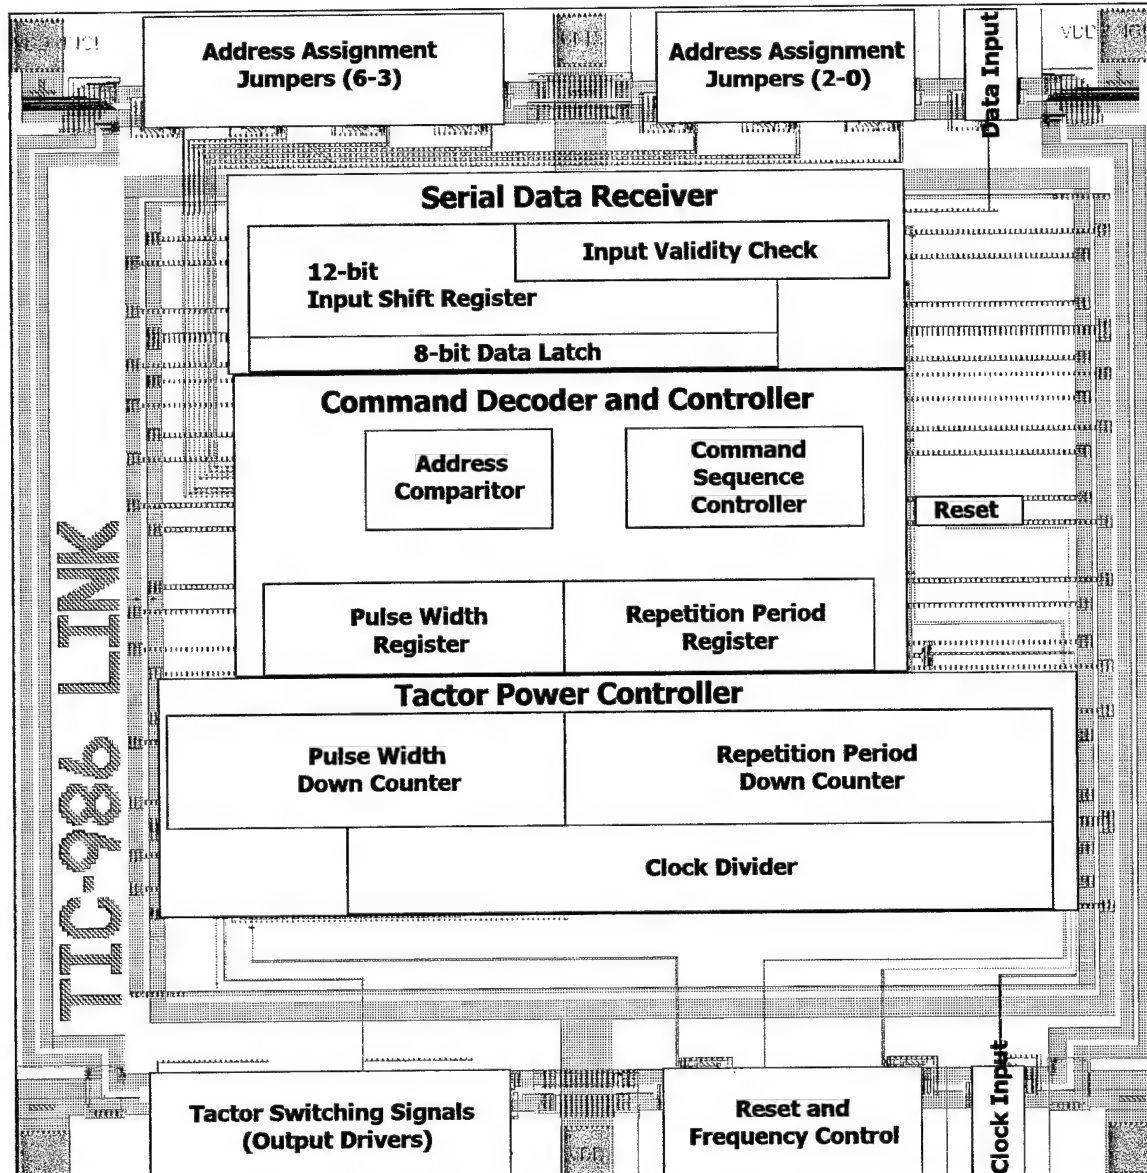 Address Assignment
Jumpers (6-3)
VDD
Address Assignment
Jumpers (2-0)
Data Input
Serial Data Receiver
Input Validity Check
12-bit
Input Shift Register
8-bit Data Latch
Command Decoder and Controller
Address
Comparitor
Command
Sequence
Controller
Reset
Pulse Width
Register
Repetition Period
Register
TIC-986 LINK
Tactor Power Controller
Pulse Width
Down Counter
Repetition Period
Down Counter
Clock Divider
Tactor Switching Signals
(Output Drivers)
Reset and
Frequency Control
Clock Input